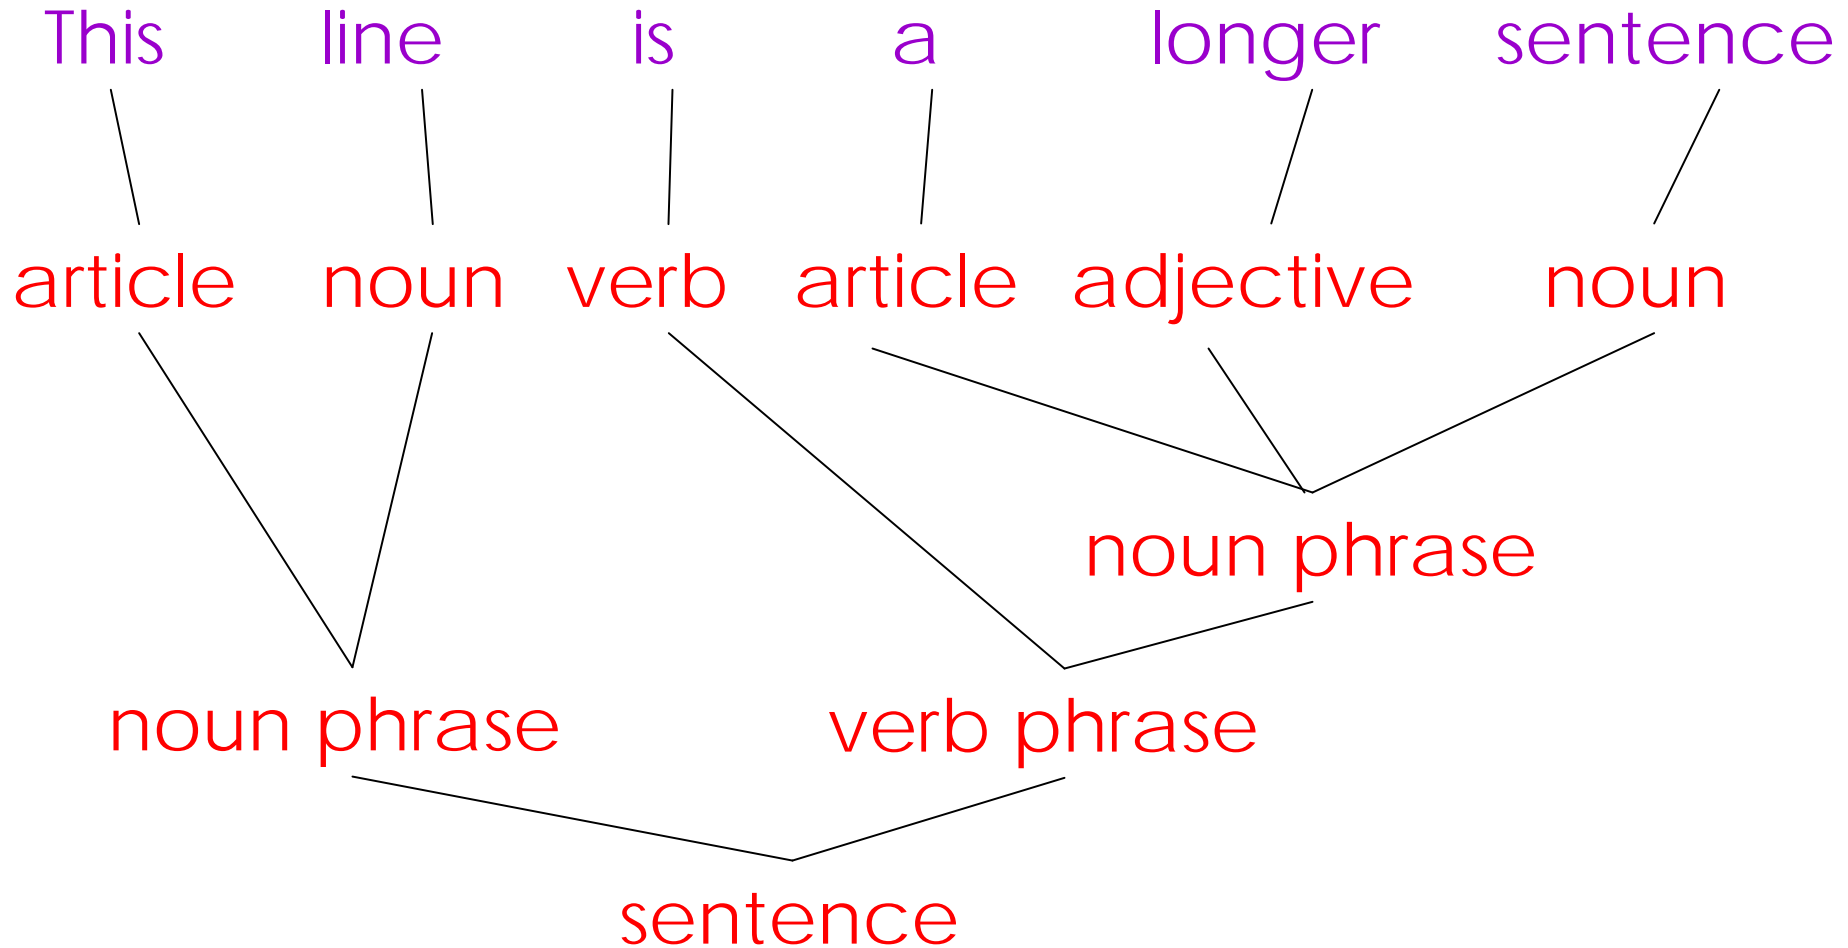 This line is a longer sentence
article noun verb article adjective noun
noun phrase
noun phrase verb phrase
sentence